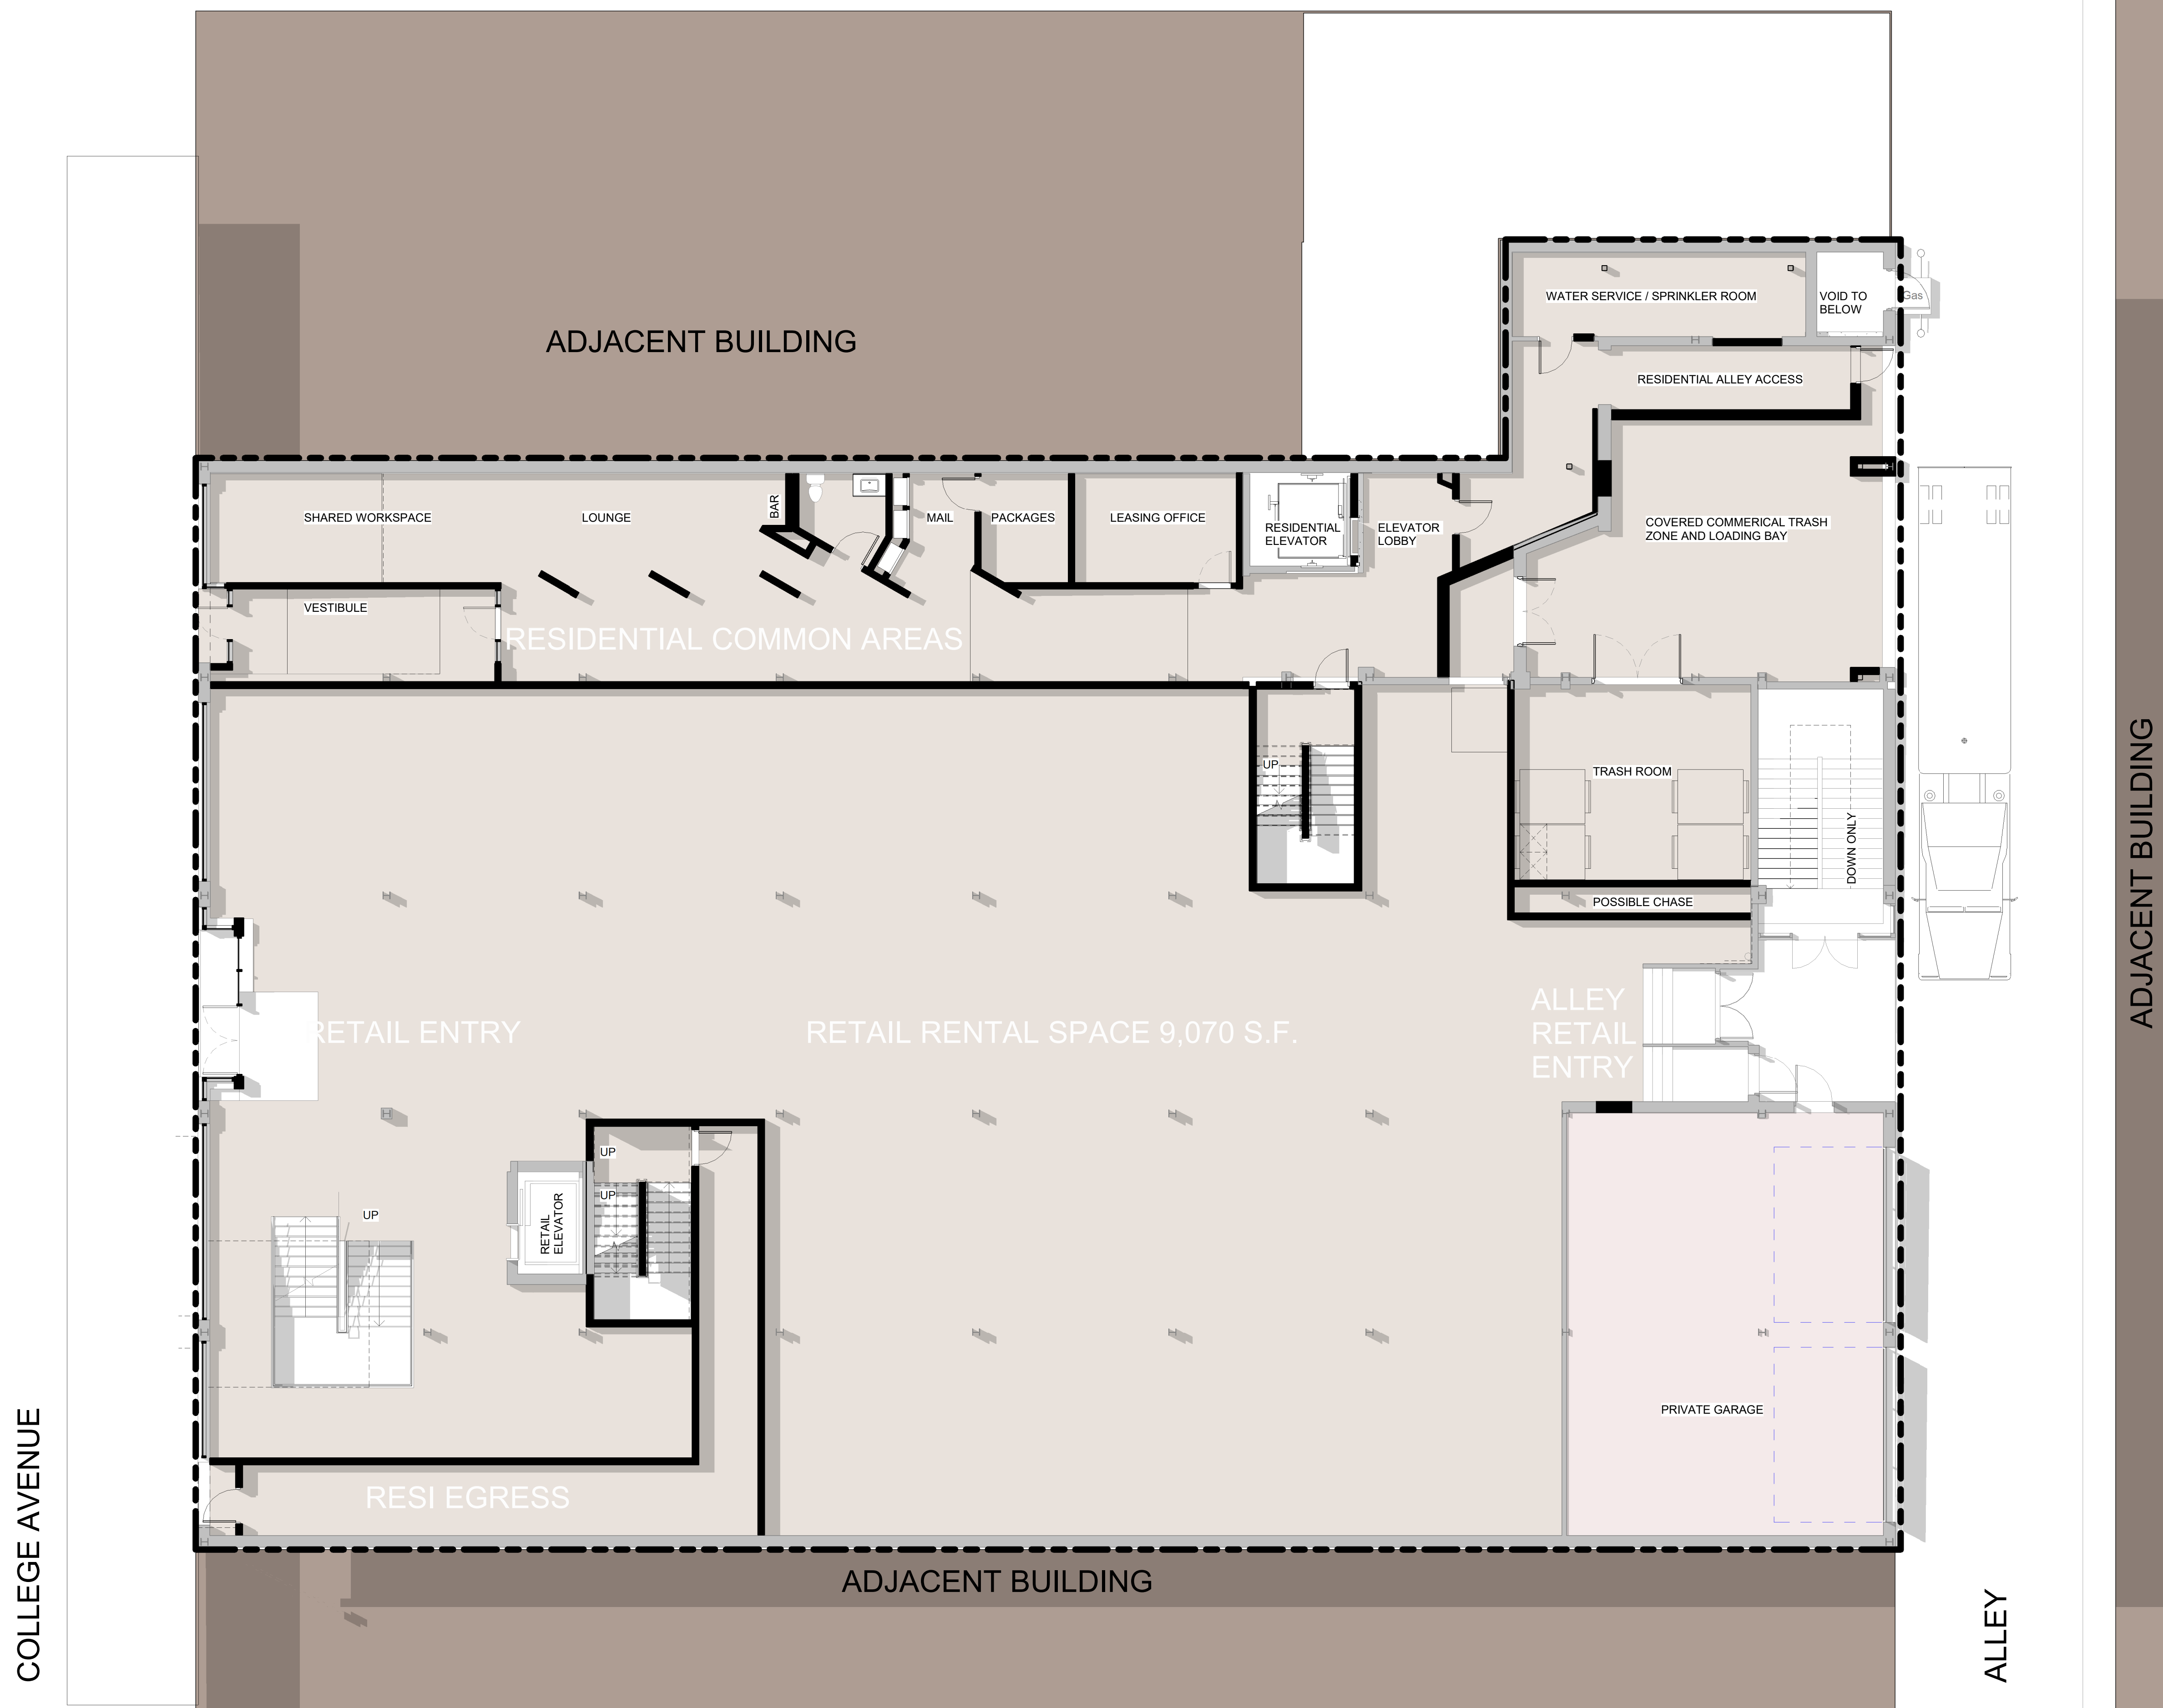 ADJACENT BUILDING
WATER SERVICE / SPRINKLER ROOM
VOID TO
BELOW
Gas
RESIDENTIAL ALLEY ACCESS
SHARED WORKSPACE
LOUNGE
BAR
MAIL
PACKAGES
LEASING OFFICE
RESIDENTIAL
ELEVATOR
ELEVATOR
LOBBY
COVERED COMMERICAL TRASH
ZONE AND LOADING BAY
VESTIBULE
RESIDENTIAL COMMON AREAS
UP
TRASH ROOM
DOWN ONLY
POSSIBLE CHASE
ADJACENT BUILDING
RETAIL ENTRY
RETAIL RENTAL SPACE 9,070 S.F.
ALLEY
RETAIL
ENTRY
UP
UP
UP
RETAIL
ELEVATOR
PRIVATE GARAGE
RESI EGRESS
COLLEGE AVENUE
ADJACENT BUILDING
ALLEY